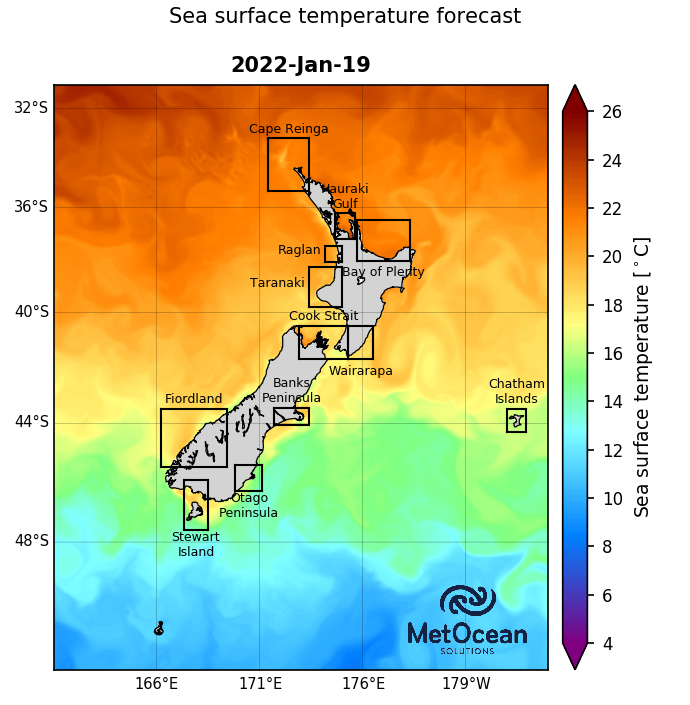 Sea surface temperature forecast
2022-Jan-19
32°S
36°S
40°S
44°S
48°S
Cape Reinga
Hauraki
Gulf
Raglan
Bay of Plenty
Taranaki
Cook Strait
Wairarapa
Banks
Peninsula
Fiordland
Chatham
Islands
Otago
Peninsula
Stewart
Island
MetOcean
SOLUTIONS
166°E
171°E
176°E
179°W
26
24
22
20
18
16
14
12
10
8
6
4
Sea surface temperature [°C]